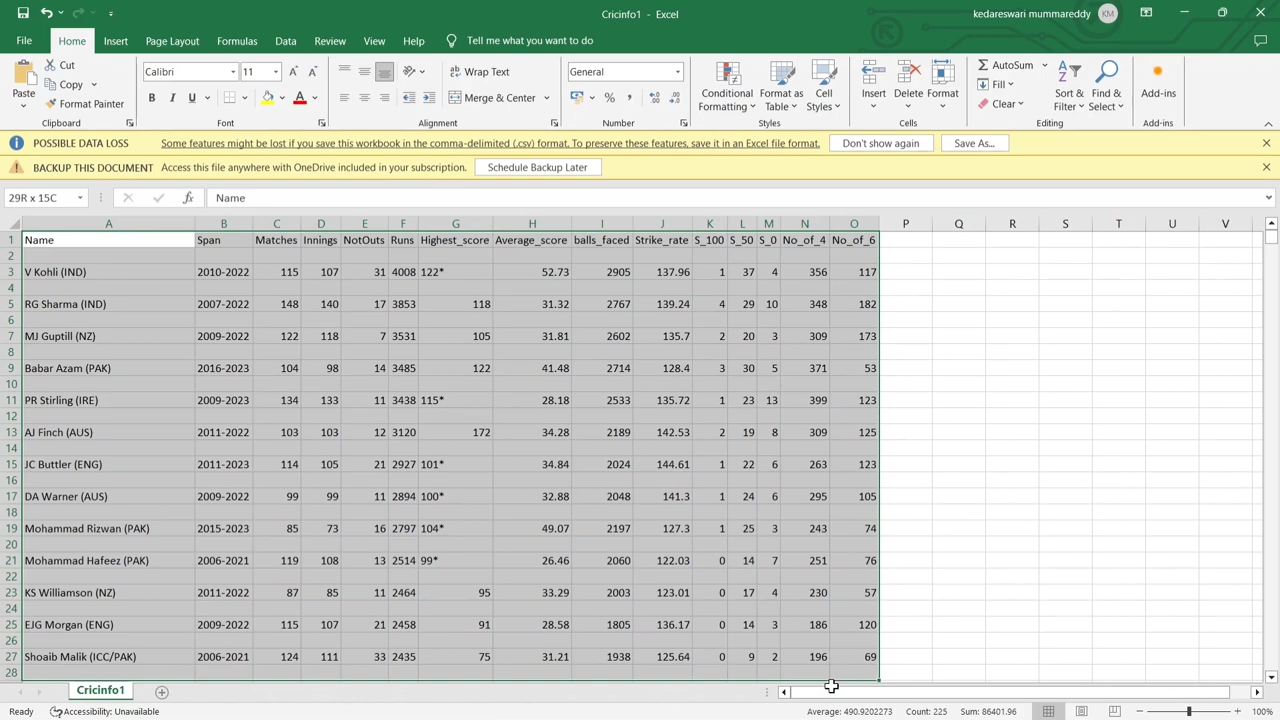 Cricinfo1 - Excel
kedareswari mummareddy KM
File Home Insert Page Layout Formulas Data Review View Help Tell me what you want to do
Paste Cut Copy Format Painter Clipboard
Calibri 11 B I U A Font
Wrap Text Merge & Center Alignment
General % , Number
Conditional Formatting Format as Table Cell Styles Styles
Insert Delete Format Cells
AutoSum Fill Clear Sort & Filter Find & Select Editing
Add-ins Add-ins
POSSIBLE DATA LOSS Some features might be lost if you save this workbook in the comma-delimited (.csv) format. To preserve these features, save it in an Excel file format. Don't show again Save As...
BACKUP THIS DOCUMENT Access this file anywhere with OneDrive included in your subscription. Schedule Backup Later
29R x 15C fx Name
A B C D E F G H I J K L M N O P Q R S T U V
1 Name Span Matches Innings NotOuts Runs Highest_score Average_score balls_faced Strike_rate S_100 S_50 S_0 No_of_4 No_of_6
2
3 V Kohli (IND) 2010-2022 115 107 31 4008 122* 52.73 2905 137.96 1 37 4 356 117
4
5 RG Sharma (IND) 2007-2022 148 140 17 3853 118 31.32 2767 139.24 4 29 10 348 182
6
7 MJ Guptill (NZ) 2009-2022 122 118 7 3531 105 31.81 2602 135.7 2 20 3 309 173
8
9 Babar Azam (PAK) 2016-2023 104 98 14 3485 122 41.48 2714 128.4 3 30 5 371 53
10
11 PR Stirling (IRE) 2009-2023 134 133 11 3438 115* 28.18 2533 135.72 1 23 13 399 123
12
13 AJ Finch (AUS) 2011-2022 103 103 12 3120 172 34.28 2189 142.53 2 19 8 309 125
14
15 JC Buttler (ENG) 2011-2023 114 105 21 2927 101* 34.84 2024 144.61 1 22 6 263 123
16
17 DA Warner (AUS) 2009-2022 99 99 11 2894 100* 32.88 2048 141.3 1 24 6 295 105
18
19 Mohammad Rizwan (PAK) 2015-2023 85 73 16 2797 104* 49.07 2197 127.3 1 25 3 243 74
20
21 Mohammad Hafeez (PAK) 2006-2021 119 108 13 2514 99* 26.46 2060 122.03 0 14 7 251 76
22
23 KS Williamson (NZ) 2011-2022 87 85 11 2464 95 33.29 2003 123.01 0 17 4 230 57
24
25 EJG Morgan (ENG) 2009-2022 115 107 21 2458 91 28.58 1805 136.17 0 14 3 186 120
26
27 Shoaib Malik (ICC/PAK) 2006-2021 124 111 33 2435 75 31.21 1938 125.64 0 9 2 196 69
28
Cricinfo1
Ready Accessibility: Unavailable Average: 490.9202273 Count: 225 Sum: 86401.96 100%